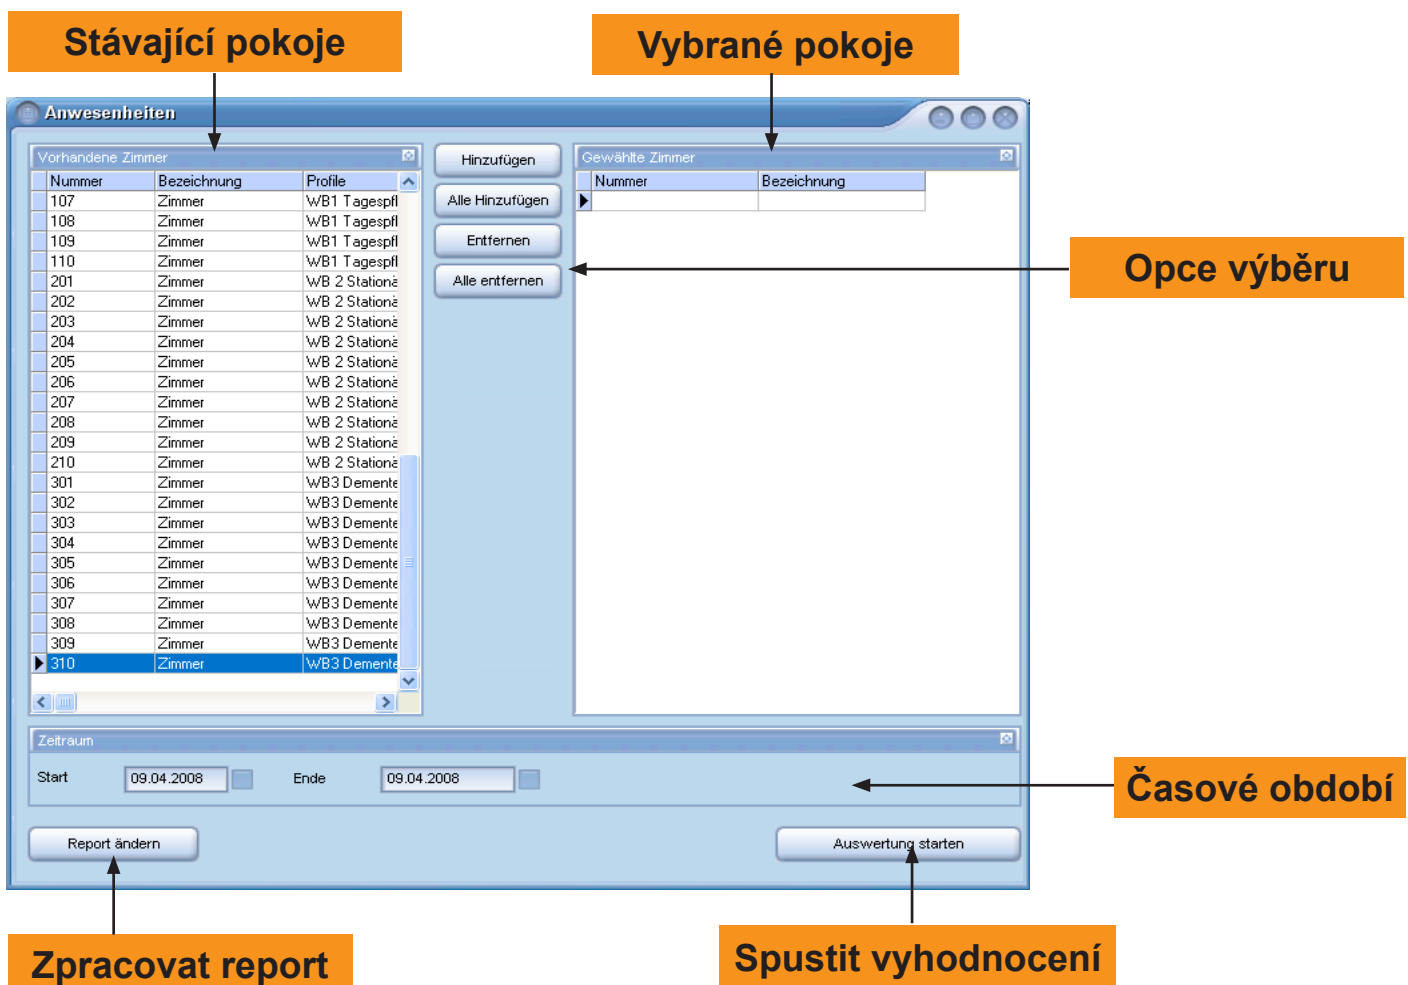 Stávající pokoje
Vybrané pokoje
Anwesenheiten
Vorhandene Zimmer
Nummer Bezeichnung Profile
107 Zimmer WB1 Tagespfl
108 Zimmer WB1 Tagespfl
109 Zimmer WB1 Tagespfl
110 Zimmer WB1 Tagespfl
201 Zimmer WB 2 Stationä
202 Zimmer WB 2 Stationä
203 Zimmer WB 2 Stationä
204 Zimmer WB 2 Stationä
205 Zimmer WB 2 Stationä
206 Zimmer WB 2 Stationä
207 Zimmer WB 2 Stationä
208 Zimmer WB 2 Stationä
209 Zimmer WB 2 Stationä
210 Zimmer WB 2 Stationä
301 Zimmer WB3 Demente
302 Zimmer WB3 Demente
303 Zimmer WB3 Demente
304 Zimmer WB3 Demente
305 Zimmer WB3 Demente
306 Zimmer WB3 Demente
307 Zimmer WB3 Demente
308 Zimmer WB3 Demente
309 Zimmer WB3 Demente
310 Zimmer WB3 Demente
Hinzufügen
Alle Hinzufügen
Entfernen
Alle entfernen
Gewählte Zimmer
Nummer Bezeichnung
Opce výběru
Zeitraum
Start 09.04.2008 Ende 09.04.2008
Časové období
Report ändern
Auswertung starten
Zpracovat report
Spustit vyhodnocení